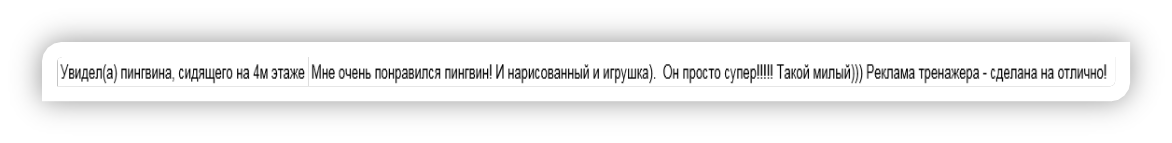 Увидел(а) пингвина, сидящего на 4м этаже Мне очень понравился пингвин! И нарисованный и игрушка). Он просто супер!!!!! Такой милый))) Реклама тренажера - сделана на отлично!